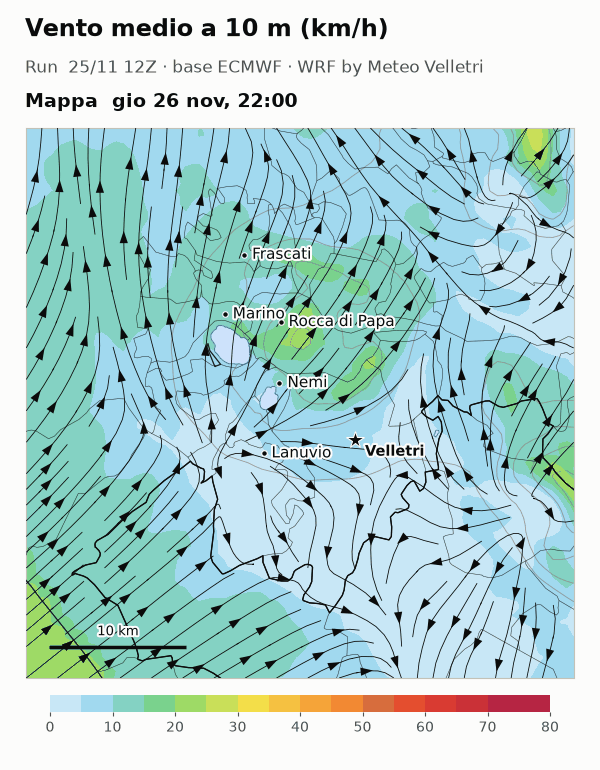 Vento medio a 10 m (km/h)
Run  25/11 12Z · base ECMWF · WRF by Meteo Velletri
Mappa  gio 26 nov, 22:00
Frascati
Marino
Rocca di Papa
Nemi
Velletri
Lanuvio
10 km
0 10 20 30 40 50 60 70 80